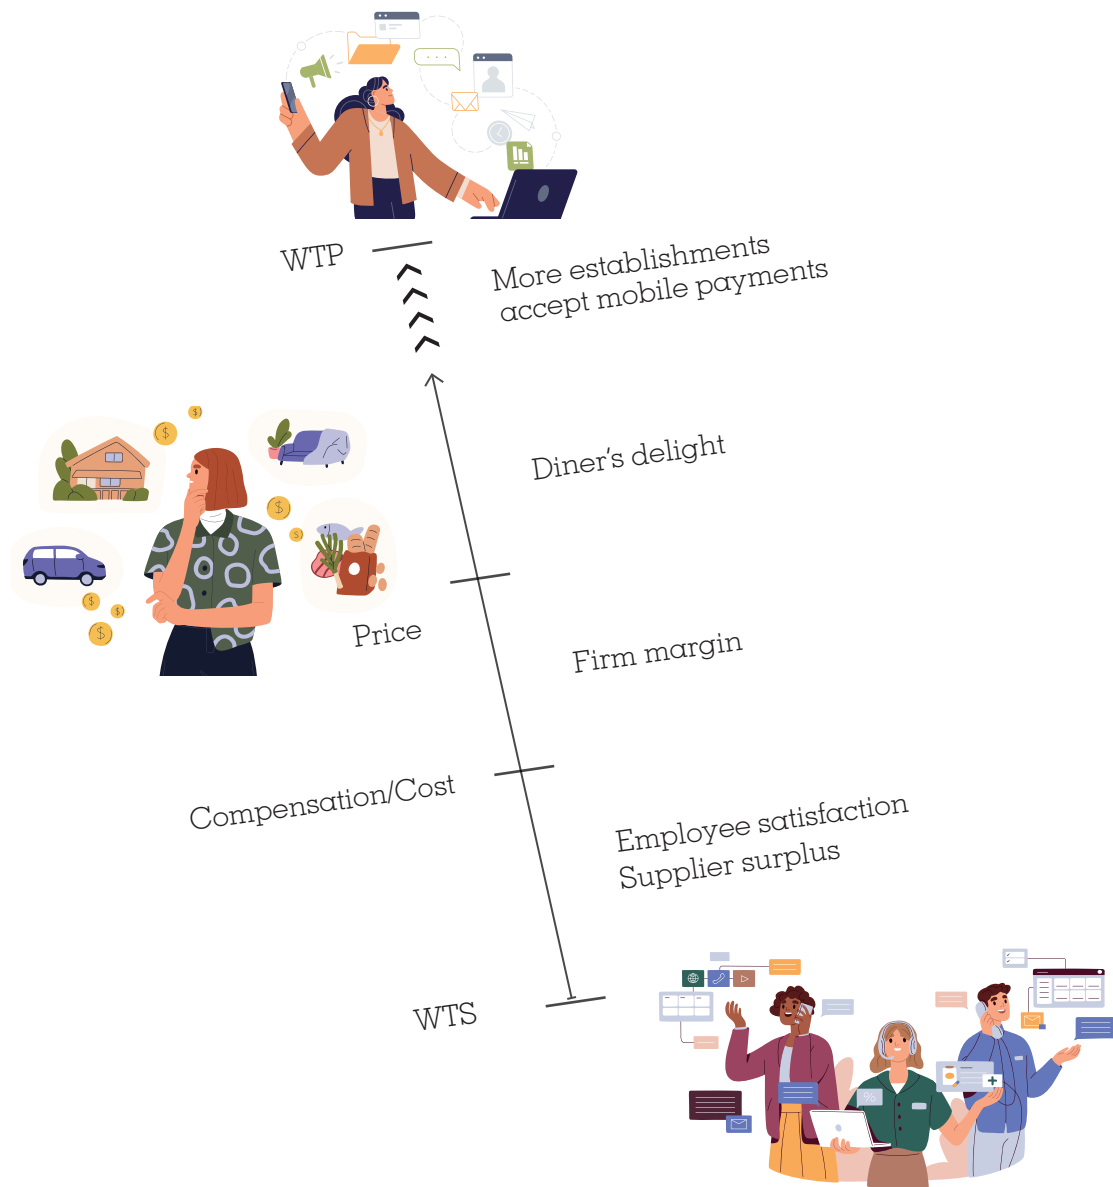 WTP
More establishments
accept mobile payments
Diner's delight
$
$
$
$
$
$
$
Price
Firm margin
Compensation/Cost
Employee satisfaction
Supplier surplus
WTS
%